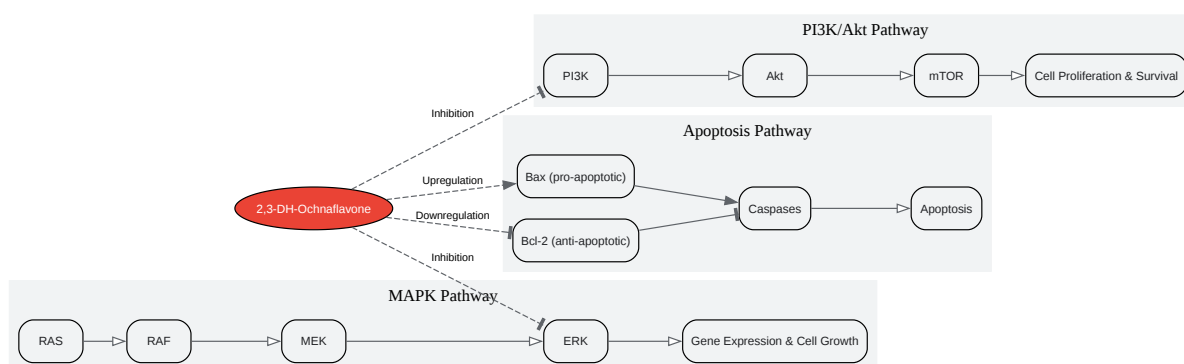 PI3K/Akt Pathway
PI3K
Akt
mTOR
Cell Proliferation & Survival
Inhibition
Apoptosis Pathway
Upregulation
Bax (pro-apoptotic)
2,3-DH-Ochnaflavone
Caspases
Apoptosis
Downregulation
Bcl-2 (anti-apoptotic)
Inhibition
MAPK Pathway
RAS
RAF
MEK
ERK
Gene Expression & Cell Growth